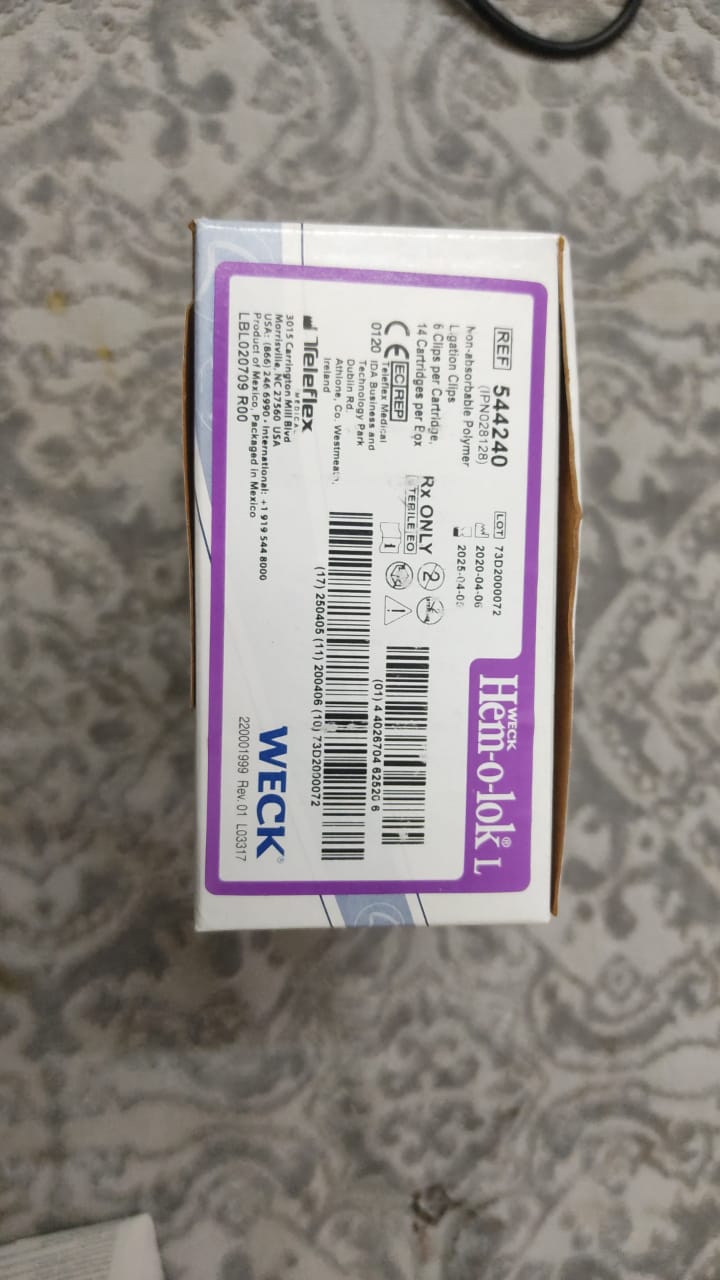 REF 544240
(IPN028128)
Non-absorbable Polymer
Ligation Clips
6 Clips per Cartridge,
14 Cartridges per Box
CE
0120
EC REP
Teleflex Medical
IDA Business and
Technology Park
Dublin Rd.
Athlone, Co. Westmeath,
Ireland
Teleflex
MEDICAL
3015 Carrington Mill Blvd
Morrisville, NC 27560 USA
USA: (866) 246 6990 • International: +1 919 544 8000
Product of Mexico, Packaged in Mexico
LBL020709 R00
LOT 73D2000072
2020-04-06
2025-04-05
Rx ONLY
STERILE EO
2
WECK
Hem-o-lok® L
(01) 4 4026704 62520 6
(17) 250405 (11) 200406 (10) 73D2000072
WECK®
220001999 Rev. 01 L03317